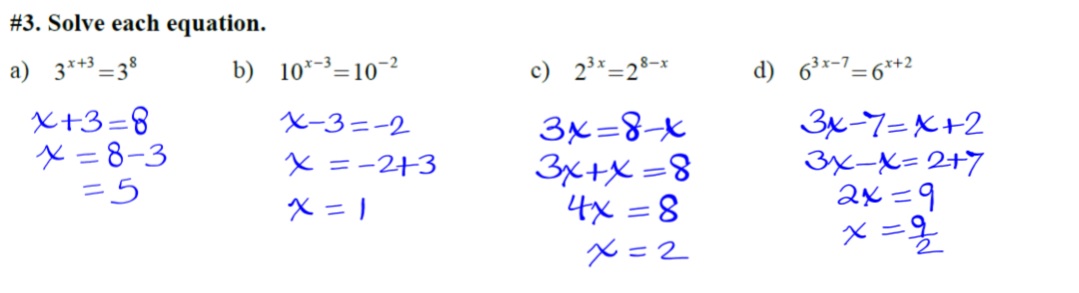 #3. Solve each equation.
a) 3^{x+3}=3^8 b) 10^{x−3}=10^{−2} c) 2^{3x}=2^{8−x} d) 6^{3x−7}=6^{x+2}
x+3=8 x−3=−2 3x=8−x 3x−7=x+2
x=8−3 x=−2+3 3x+x=8 3x−x=2+7
=5 x=1 4x=8 2x=9
x=2 x=9/2